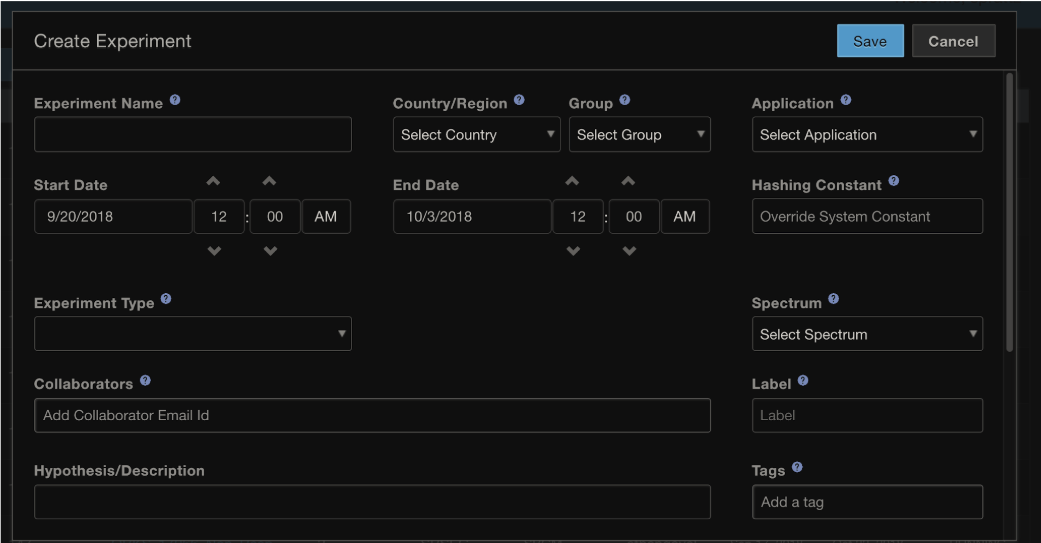 Create Experiment Save Cancel
Experiment Name ? Country/Region ? Group ? Application ?
Select Country Select Group Select Application
Start Date End Date Hashing Constant ?
9/20/2018 12 : 00 AM 10/3/2018 12 : 00 AM Override System Constant
Experiment Type ? Spectrum ?
Select Spectrum
Collaborators ? Label ?
Add Collaborator Email Id Label
Hypothesis/Description Tags ?
Add a tag